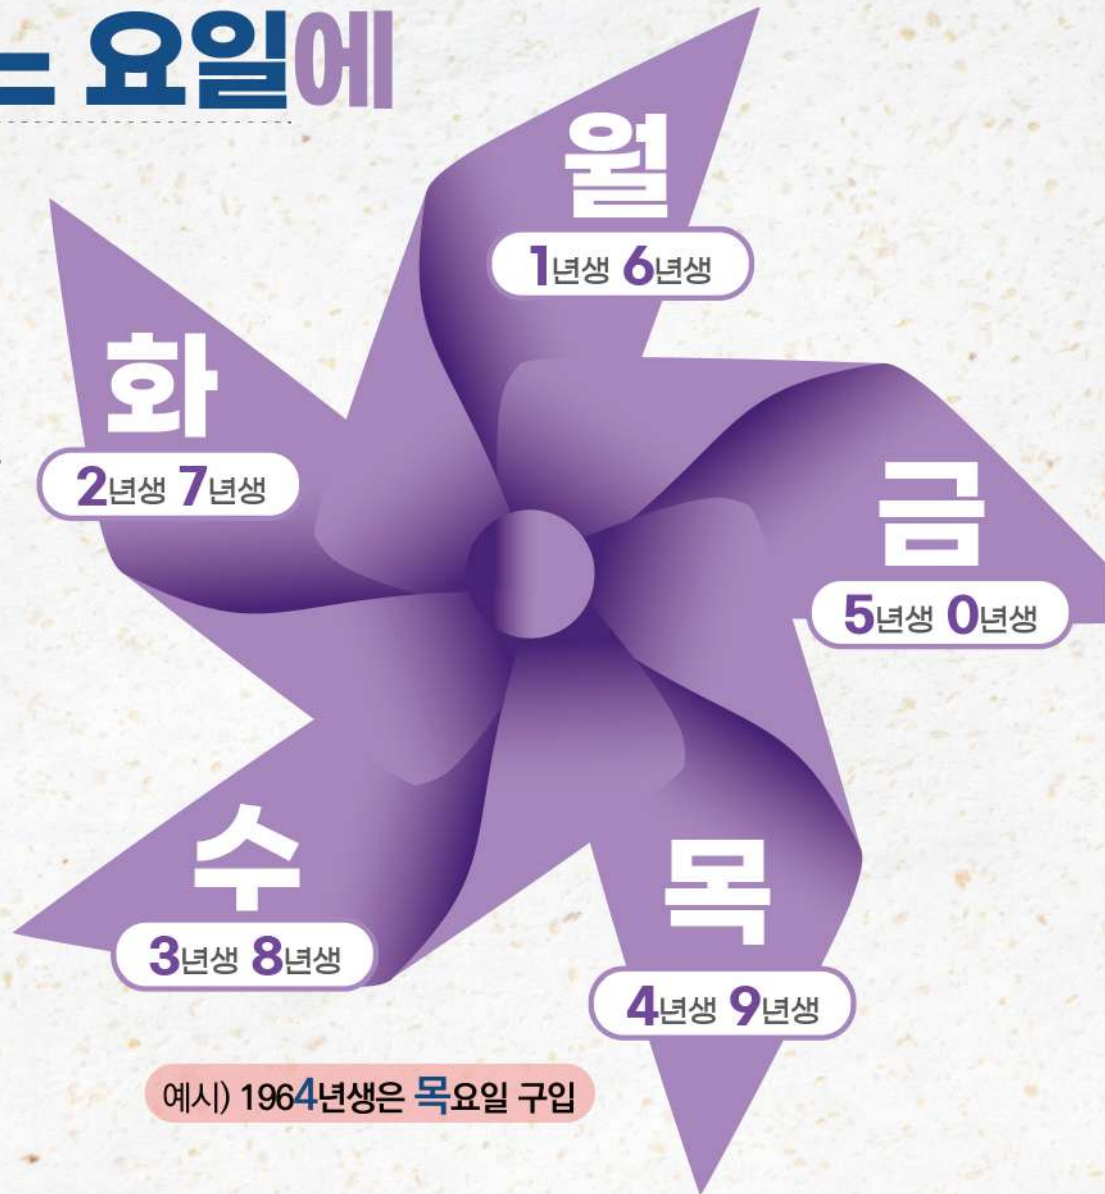 요일에
월
1년생 6년생
화
2년생 7년생
금
5년생 0년생
수
3년생 8년생
목
4년생 9년생
예시) 1964년생은 목요일 구입